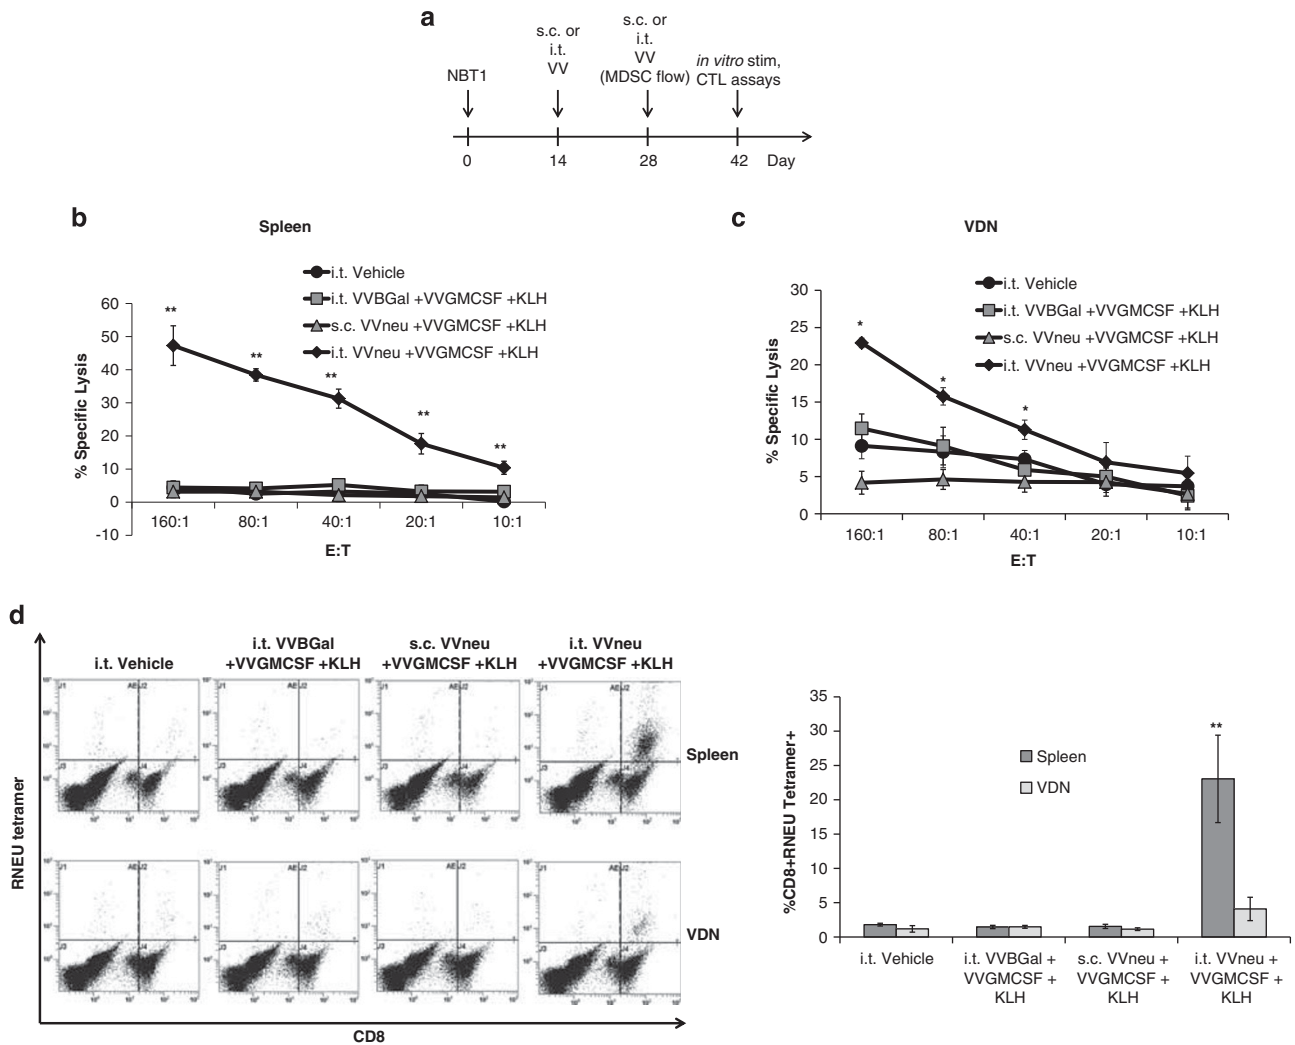 a
s.c. or
i.t.
VV
s.c. or
i.t.
VV
(MDSC flow)
in vitro stim,
CTL assays
NBT1
0 14 28 42 Day
b
Spleen
i.t. Vehicle
i.t. VVBGal +VVGMCSF +KLH
s.c. VVneu +VVGMCSF +KLH
i.t. VVneu +VVGMCSF +KLH
% Specific Lysis
60
50
40
30
20
10
0
-10
** ** ** ** **
160:1 80:1 40:1 20:1 10:1
E:T
c
VDN
i.t. Vehicle
i.t. VVBGal +VVGMCSF +KLH
s.c. VVneu +VVGMCSF +KLH
i.t. VVneu +VVGMCSF +KLH
% Specific Lysis
30
25
20
15
10
5
0
* * *
160:1 80:1 40:1 20:1 10:1
E:T
d
i.t. Vehicle
i.t. VVBGal
+VVGMCSF +KLH
s.c. VVneu
+VVGMCSF +KLH
i.t. VVneu
+VVGMCSF +KLH
Spleen
VDN
RNEU tetramer
CD8
%CD8+RNEU Tetramer+
35
30
25
20
15
10
5
0
Spleen
VDN
**
i.t. Vehicle
i.t. VVBGal +
VVGMCSF +
KLH
s.c. VVneu +
VVGMCSF +
KLH
i.t. VVneu +
VVGMCSF +
KLH